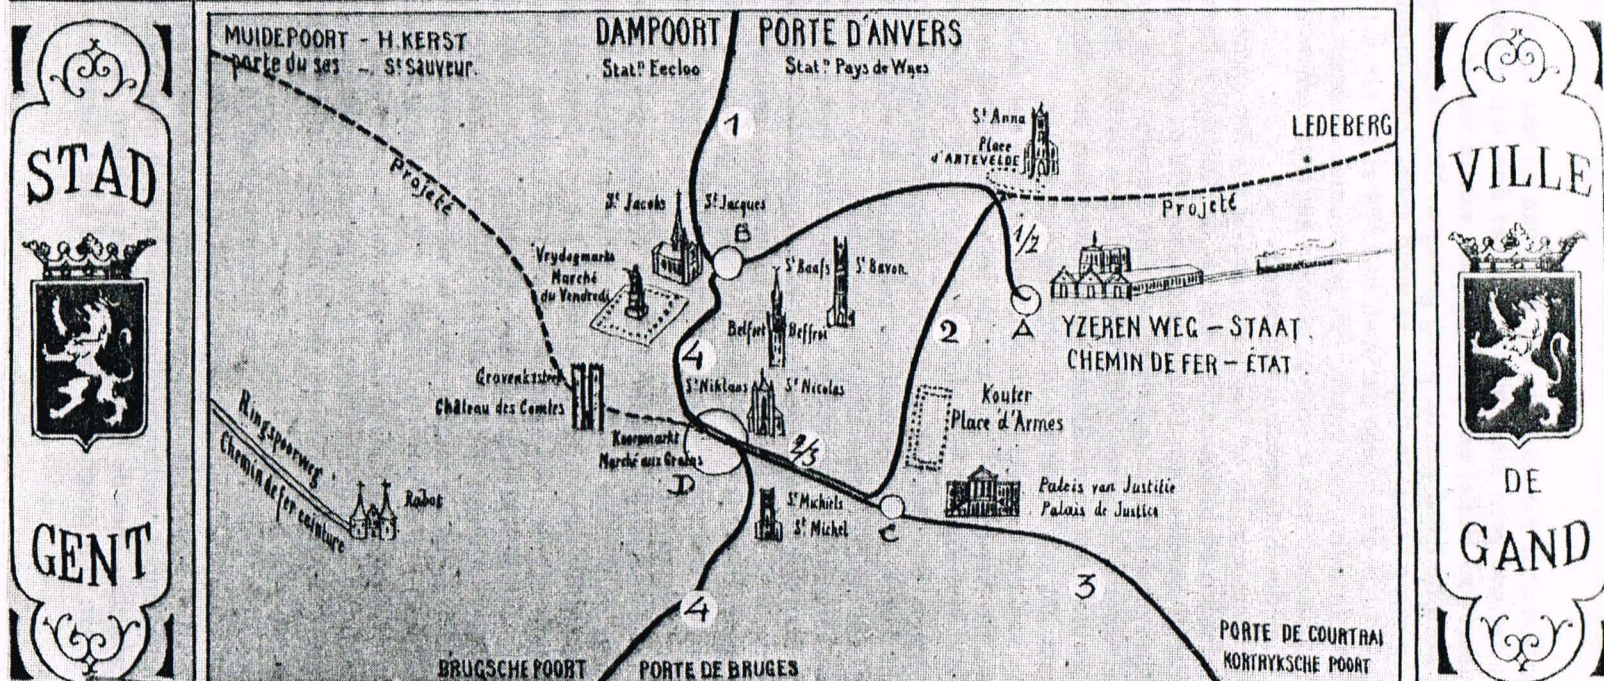 STAD
GENT
MUIDEPOORT - H. KERST
porte du sas - St Sauveur.
DAMPOORT
Statn Eecloo
PORTE D'ANVERS
Statn Pays de Waes
1
Projeté
St Anna
Place
d'ARTEVELDE
LEDEBERG
Projeté
St Jacobs
St Jacques
B
1/2
Vrydagmarkt
Marché
du Vendredi
St Baafs
St Bavon
Belfort
Beffroi
4
2
A
YZEREN WEG - STAAT.
CHEMIN DE FER - ÉTAT
Gravenkasteel
Château des Comtes
St Niklaas
St Nicolas
Kouter
Place d'Armes
Koornmarkt
Marché aux Grains
2/3
D
Ringspoorweg
Chemin de fer ceinture
Rabot
St Michiels
St Michel
C
Paleis van Justitie
Palais de Justice
3
4
BRUGSCHE POORT
PORTE DE BRUGES
PORTE DE COURTRAI
KORTRYKSCHE POORT
VILLE
DE
GAND